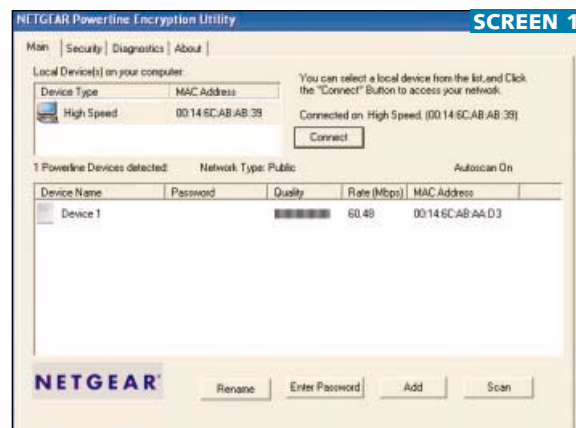 NETGEAR Powerline Encryption Utility
SCREEN 1
Main Security Diagnostics About
Local Device(s) on your computer:
Device Type MAC Address
High Speed 00:14:6C:AB:AB:39
You can select a local device from the list,and Click
the "Connect" Button to access your network.
Connected on High Speed, (00:14:6C:AB:AB:39)
Connect
1 Powerline Devices detected: Network Type: Public Autoscan On
Device Name Password Quality Rate (Mbps) MAC Address
Device 1 60.48 00:14:6C:AB:AA:D3
NETGEAR
Rename Enter Password Add Scan